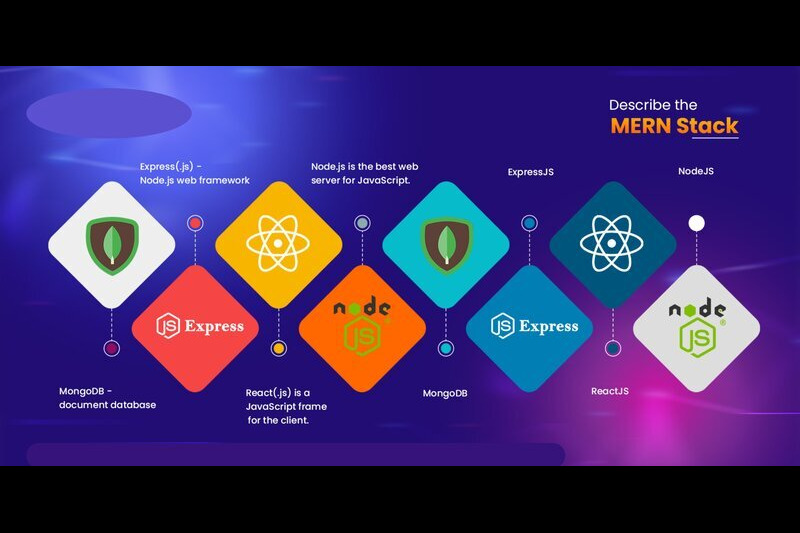 Describe the
MERN Stack
Express(.js) -
Node.js web framework
Node.js is the best web
server for JavaScript.
ExpressJS
NodeJS
JS Express
node
JS
JS Express
node
JS
MongoDB -
document database
React(.js) is a
JavaScript frame
for the client.
MongoDB
ReactJS